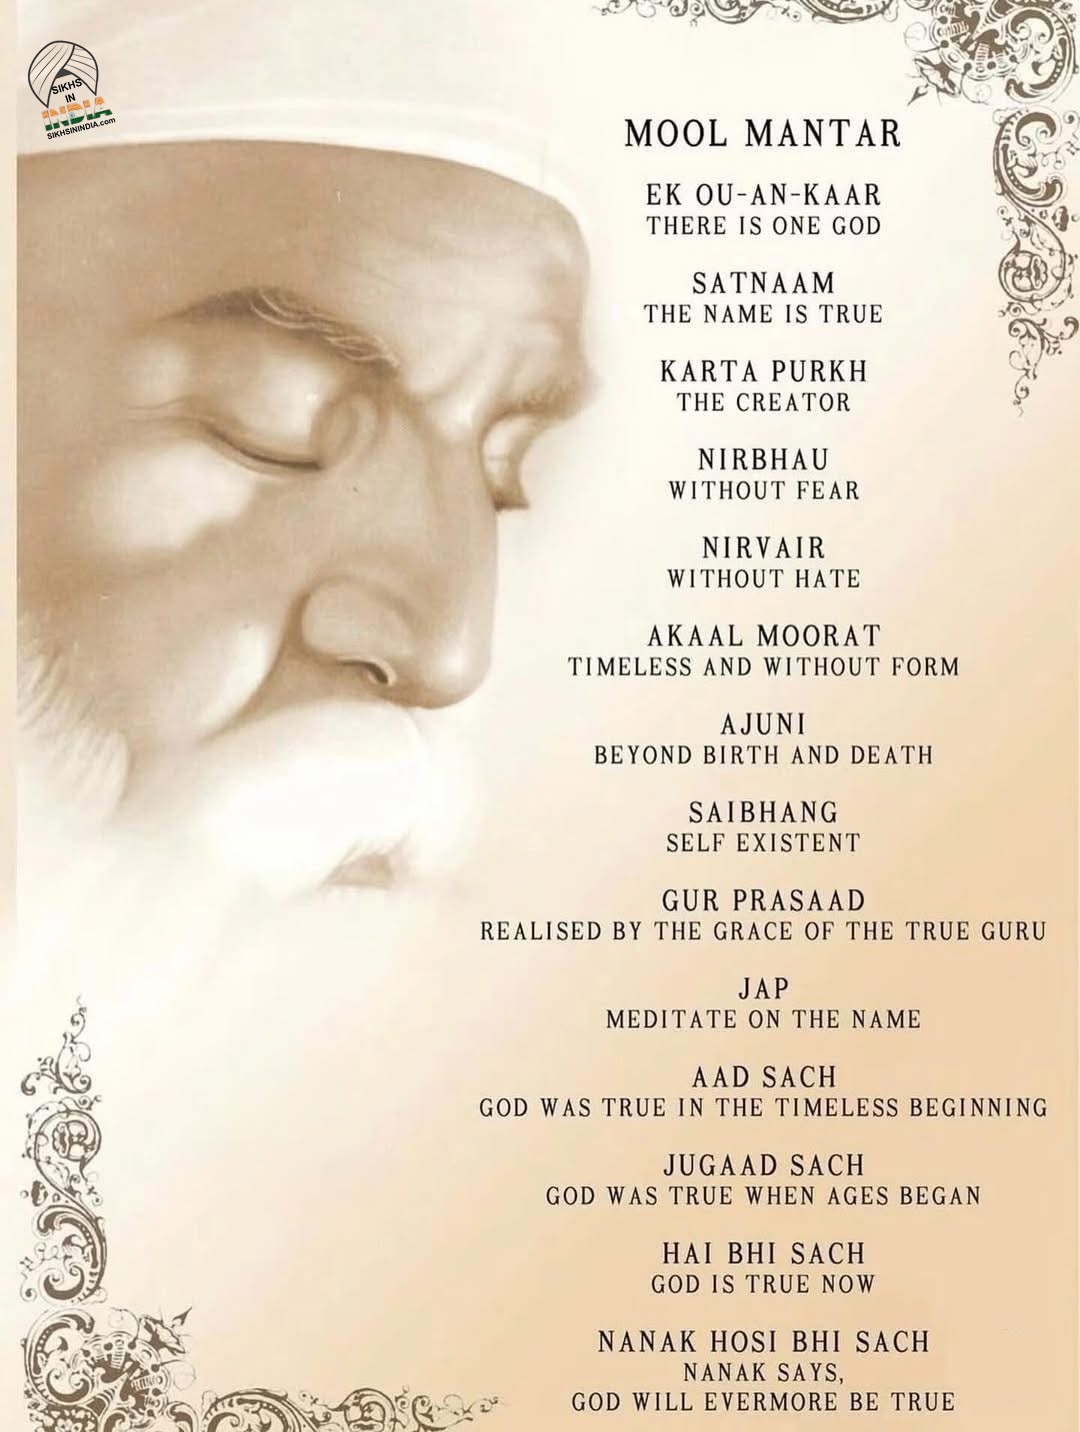 SIKHS
IN
INDIA
SIKHSININDIA.com
MOOL MANTAR
EK OU-AN-KAAR
THERE IS ONE GOD
SATNAAM
THE NAME IS TRUE
KARTA PURKH
THE CREATOR
NIRBHAU
WITHOUT FEAR
NIRVAIR
WITHOUT HATE
AKAAL MOORAT
TIMELESS AND WITHOUT FORM
AJUNI
BEYOND BIRTH AND DEATH
SAIBHANG
SELF EXISTENT
GUR PRASAAD
REALISED BY THE GRACE OF THE TRUE GURU
JAP
MEDITATE ON THE NAME
AAD SACH
GOD WAS TRUE IN THE TIMELESS BEGINNING
JUGAAD SACH
GOD WAS TRUE WHEN AGES BEGAN
HAI BHI SACH
GOD IS TRUE NOW
NANAK HOSI BHI SACH
NANAK SAYS,
GOD WILL EVERMORE BE TRUE